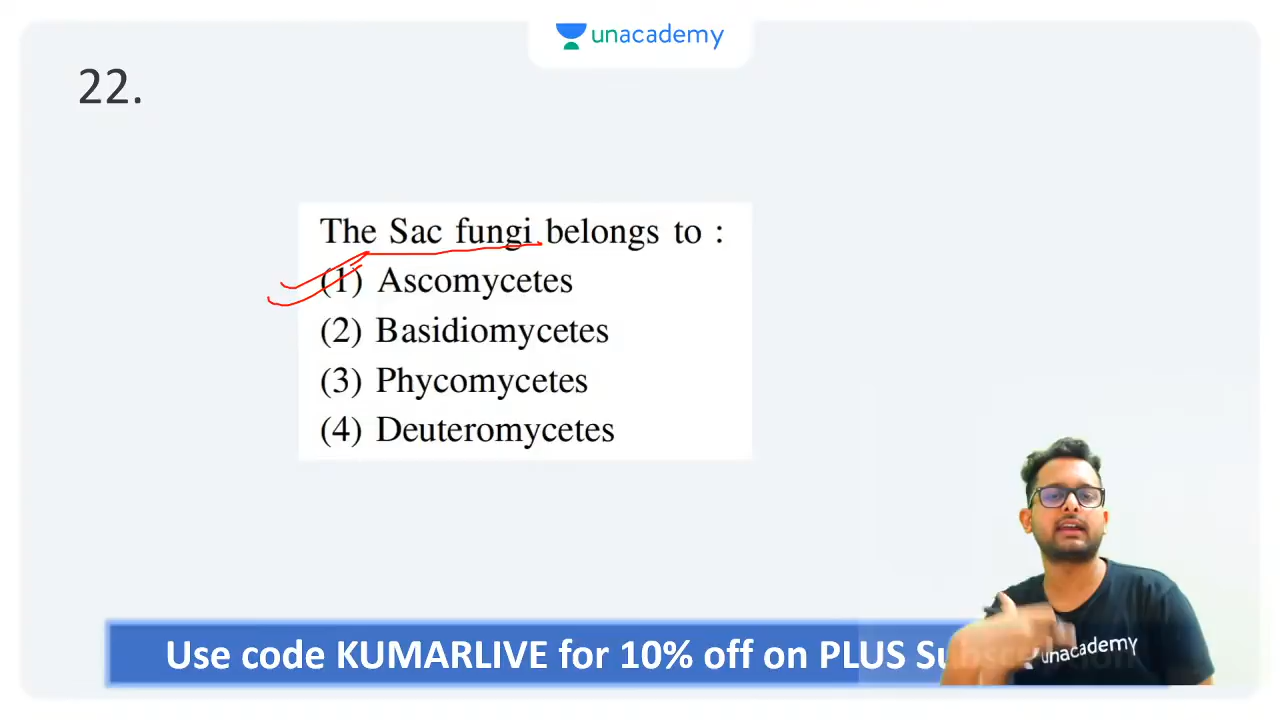 unacademy
22.
The Sac fungi belongs to :
(1) Ascomycetes
(2) Basidiomycetes
(3) Phycomycetes
(4) Deuteromycetes
Use code KUMARLIVE for 10% off on PLUS
unacademy